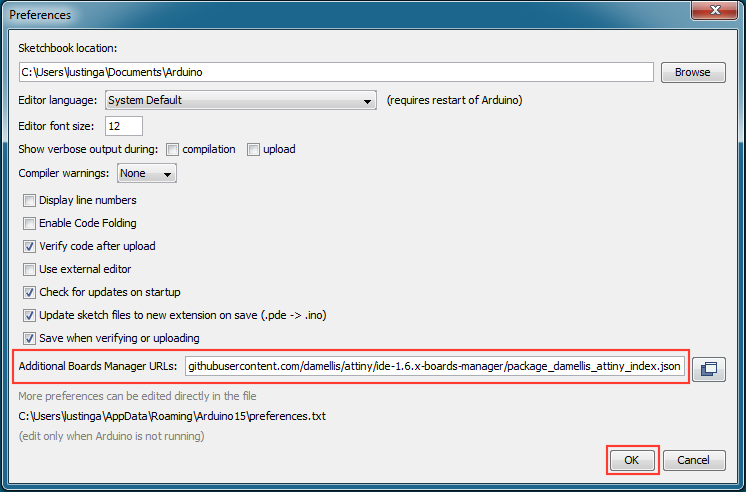 Preferences
Sketchbook location:
C:\Users\lustinga\Documents\Arduino Browse
Editor language: System Default (requires restart of Arduino)
Editor font size: 12
Show verbose output during: compilation upload
Compiler warnings: None
Display line numbers
Enable Code Folding
Verify code after upload
Use external editor
Check for updates on startup
Update sketch files to new extension on save (.pde -> .ino)
Save when verifying or uploading
Additional Boards Manager URLs: githubusercontent.com/damellis/attiny/ide-1.6.x-boards-manager/package_damellis_attiny_index.json
More preferences can be edited directly in the file
C:\Users\lustinga\AppData\Roaming\Arduino15\preferences.txt
(edit only when Arduino is not running)
OK Cancel